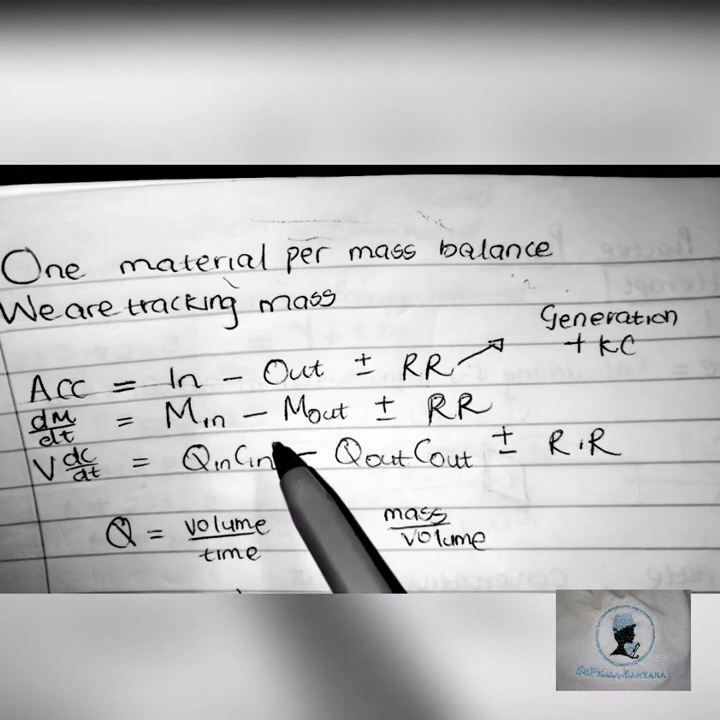 One material per mass balance
We are tracking mass
Generation
+ KC
Acc = In - Out ± RR
dM/dt = Min - Mout ± RR
V dc/dt = QinCin - QoutCout ± R.R
Q = volume/time mass/volume